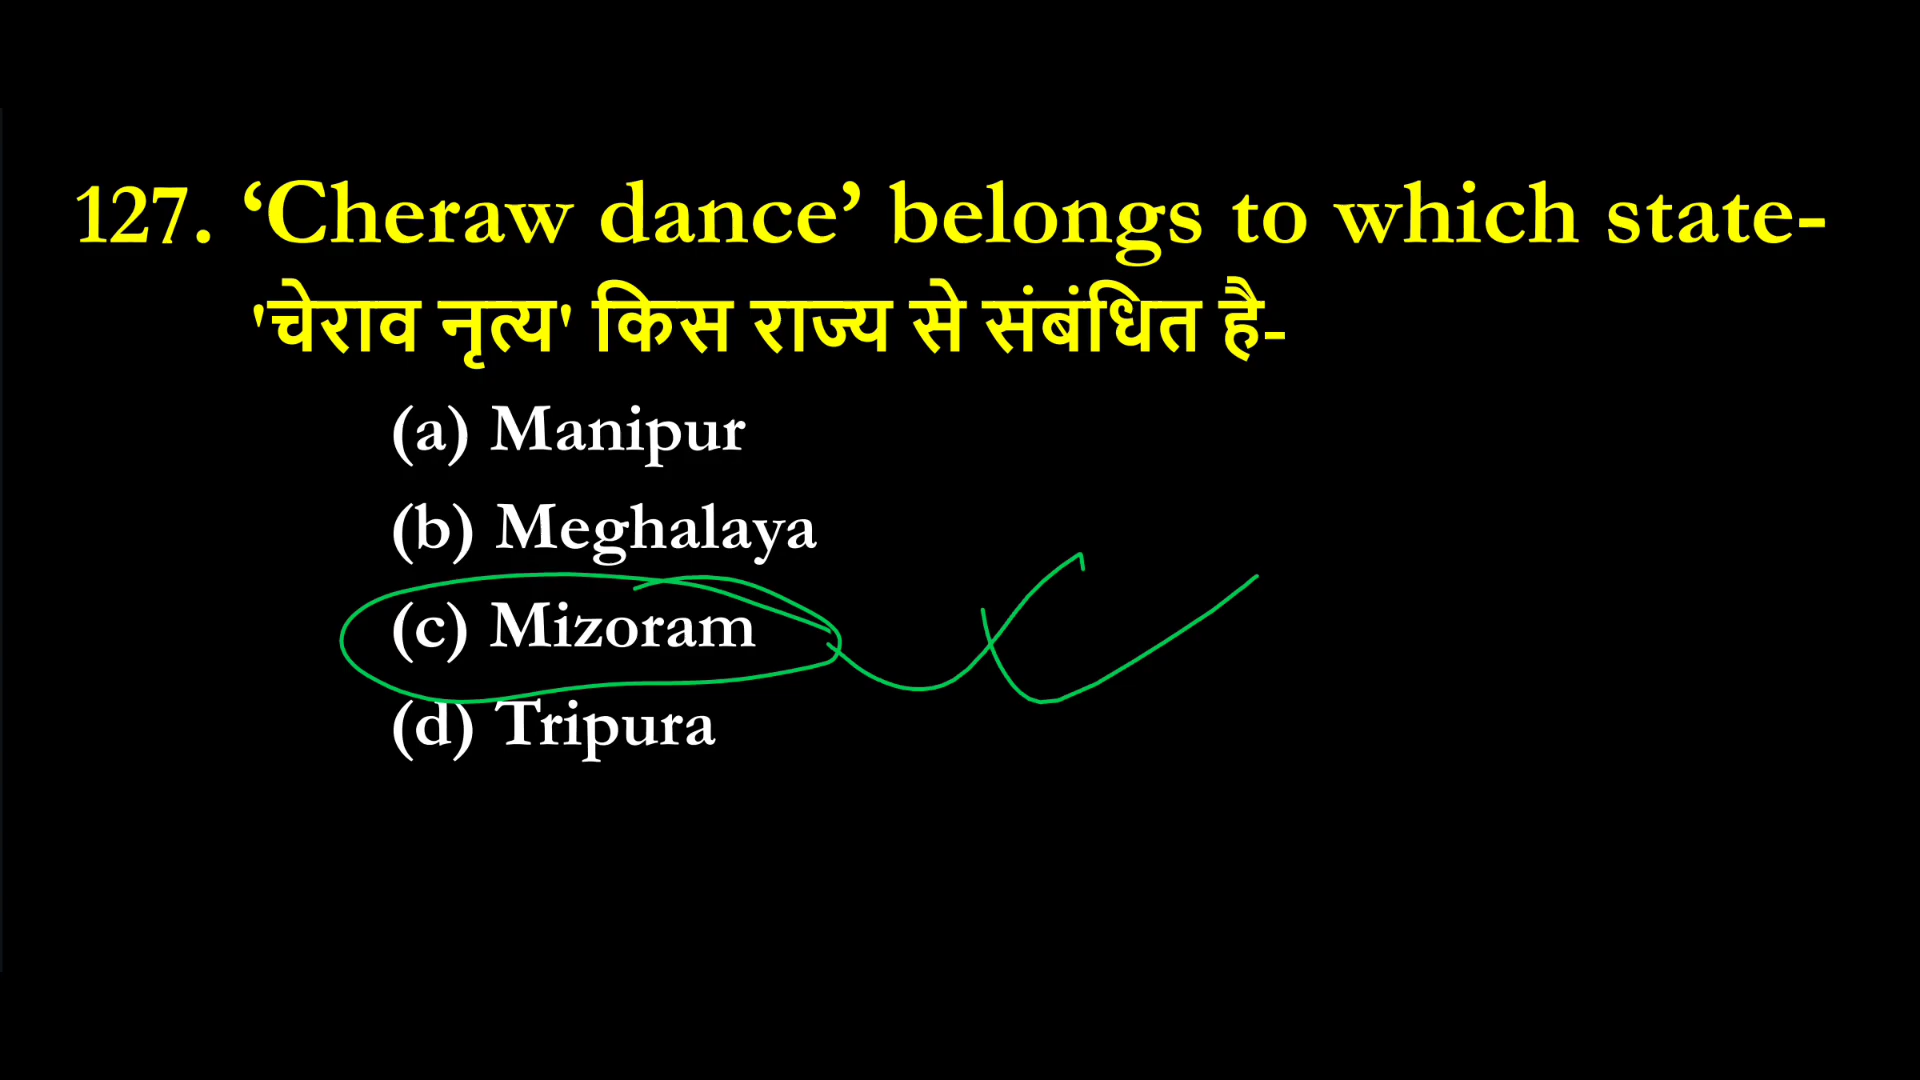 127. ‘Cheraw dance’ belongs to which state-
'चेराव नृत्य' किस राज्य से संबंधित है-
(a) Manipur
(b) Meghalaya
(c) Mizoram
(d) Tripura